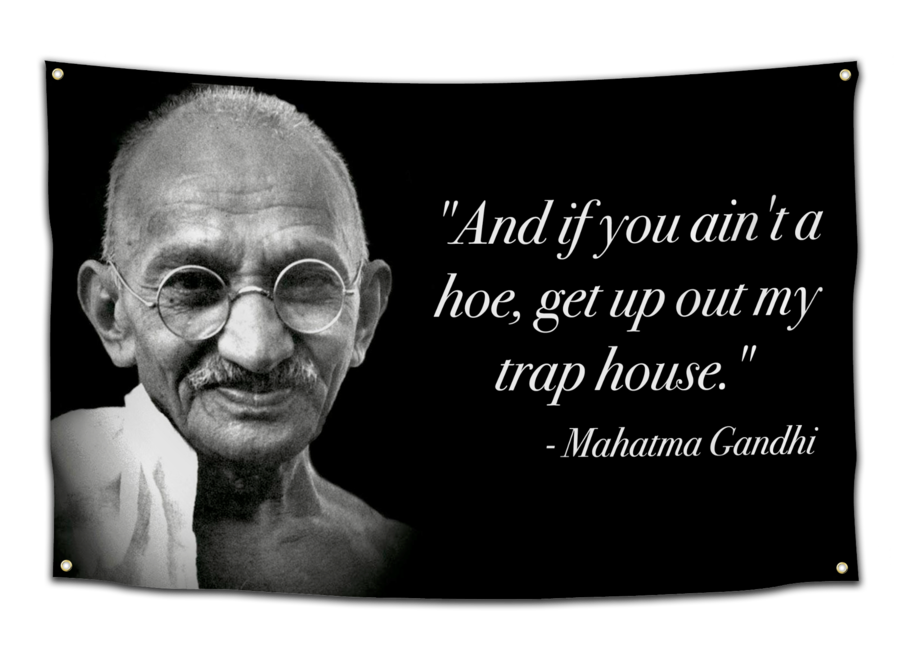 "And if you ain't a
hoe, get up out my
trap house."
- Mahatma Gandhi